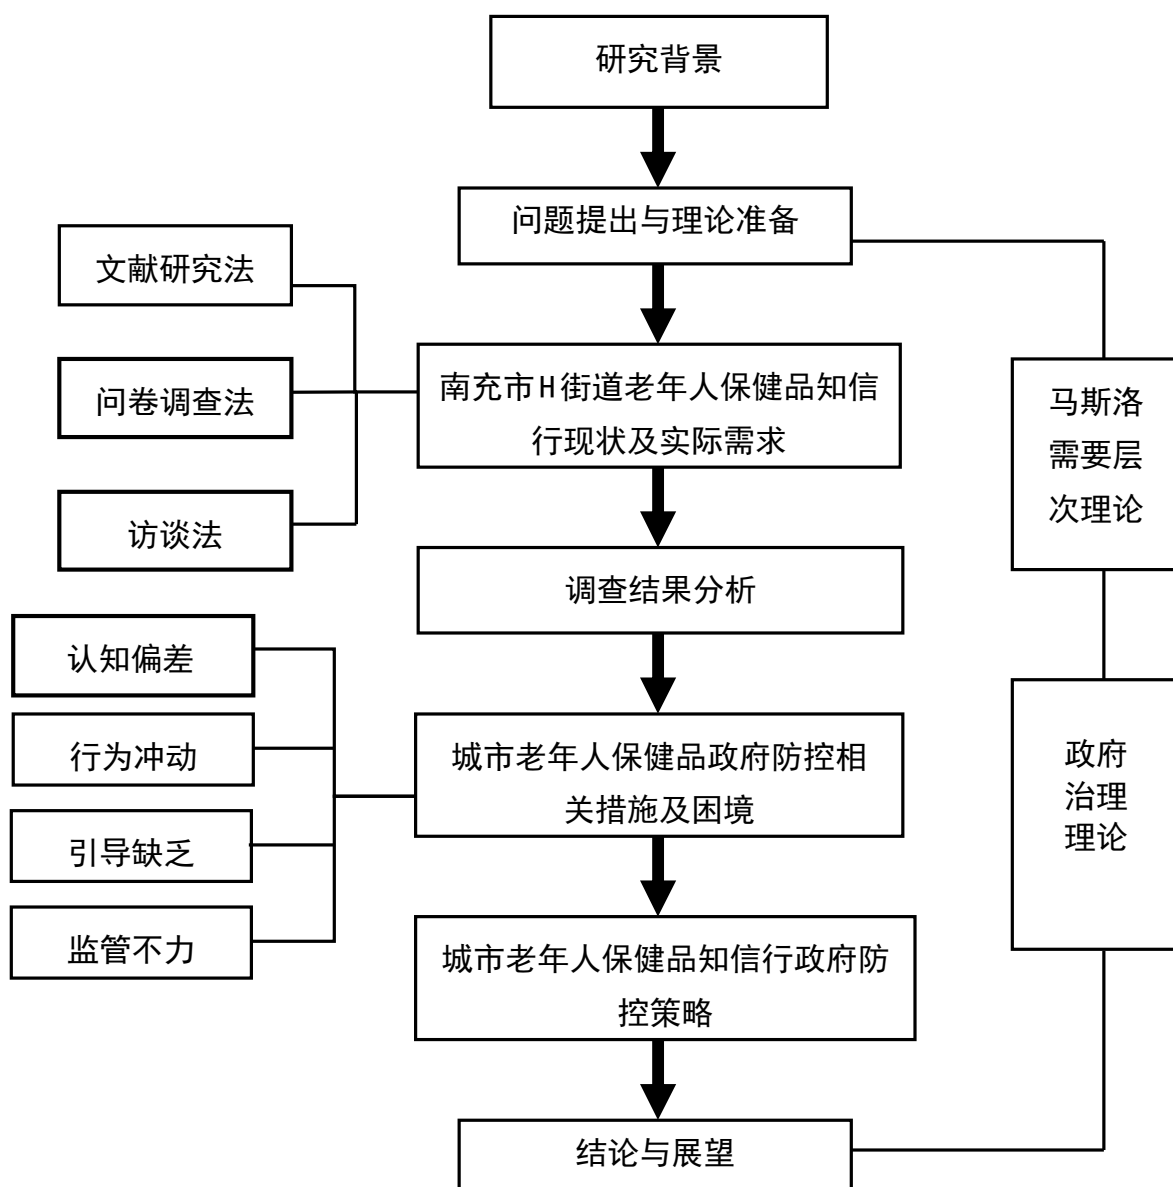 研究背景
问题提出与理论准备
文献研究法
问卷调查法
访谈法
南充市H街道老年人保健品知信
行现状及实际需求
马斯洛
需要层
次理论
调查结果分析
认知偏差
行为冲动
引导缺乏
监管不力
城市老年人保健品政府防控相
关措施及困境
政府
治理
理论
城市老年人保健品知信行政府防
控策略
结论与展望